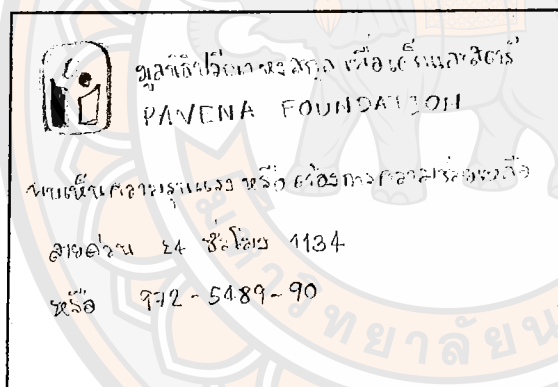 มูลนิธิปวีณาหงสกุล เพื่อเด็กและสตรี
PAVENA FOUNDATION
พบเห็นความรุนแรง หรือ ต้องการความช่วยเหลือ
สายด่วน 24 ชั่วโมง 1134
หรือ 972-5489-90